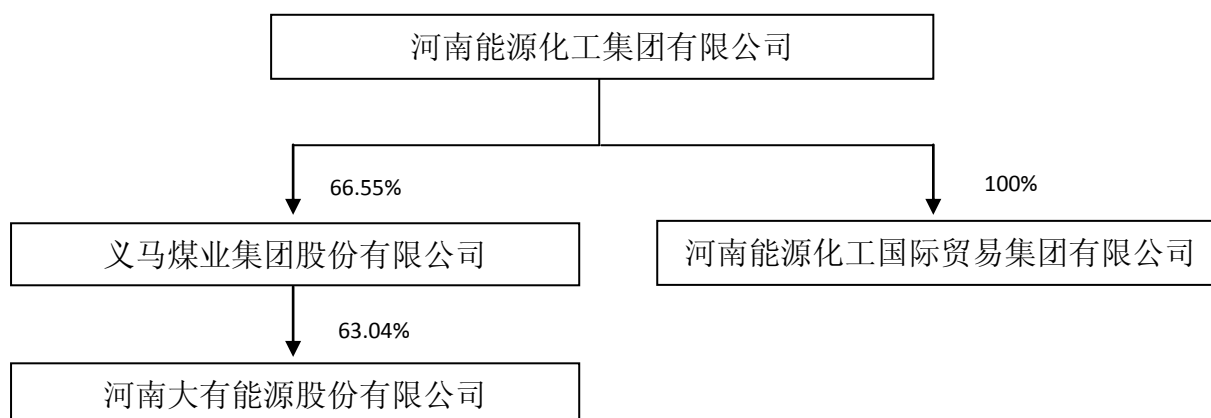 河南能源化工集团有限公司
66.55%
100%
义马煤业集团股份有限公司
河南能源化工国际贸易集团有限公司
63.04%
河南大有能源股份有限公司